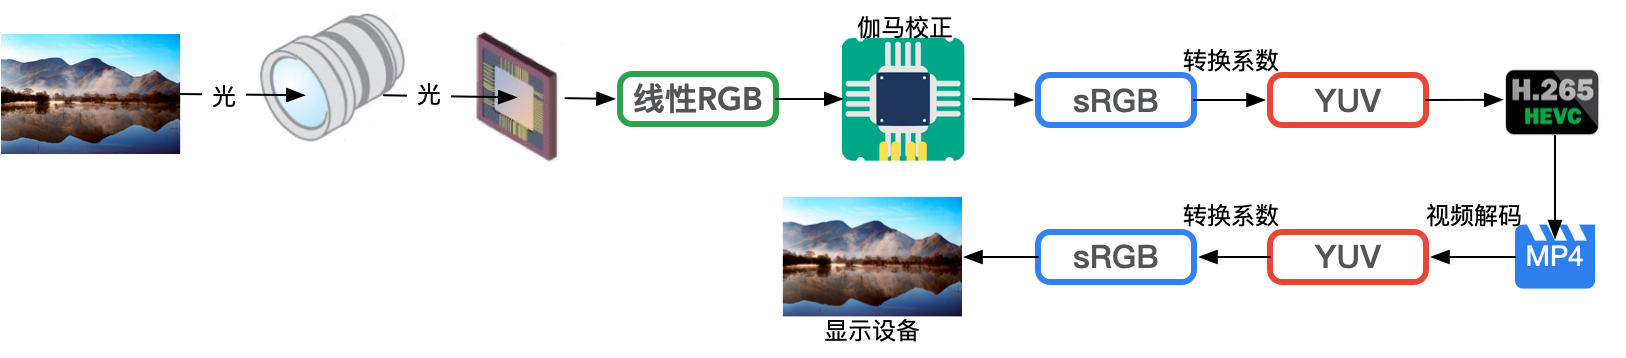 伽马校正
光
光
线性RGB
sRGB
转换系数
YUV
H.265
HEVC
视频解码
MP4
YUV
转换系数
sRGB
显示设备